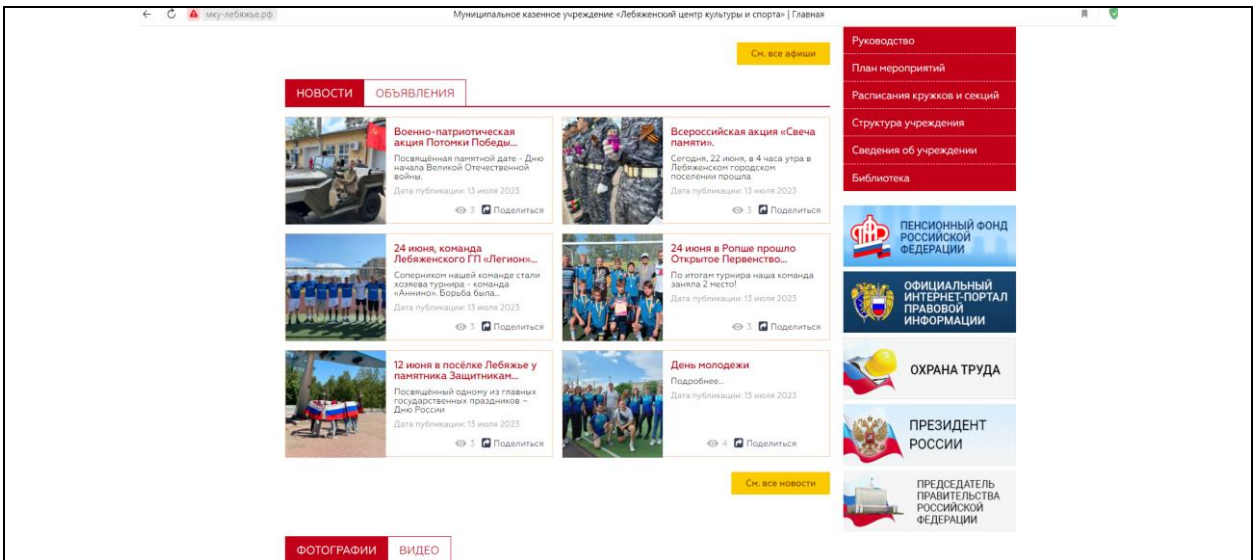 мку-лебяжье.рф
Муниципальное казенное учреждение «Лебяженский центр культуры и спорта» | Главная
См. все афиши
НОВОСТИ
ОБЪЯВЛЕНИЯ
Военно-патриотическая
акция Потомки Победы...
Посвящённая памятной дате - Дню
начала Великой Отечественной
войны.
Дата публикации: 13 июля 2023
3 Поделиться
Всероссийская акция «Свеча
памяти».
Сегодня, 22 июня, в 4 часа утра в
Лебяженском городском
поселении прошла
Дата публикации: 13 июля 2023
3 Поделиться
24 июня, команда
Лебяженского ГП «Легион»...
Соперником нашей команде стали
хозяева турнира - команда
«Аннино». Борьба была...
Дата публикации: 13 июля 2023
3 Поделиться
24 июня в Ропше прошло
Открытое Первенство...
По итогам турнира наша команда
заняла 2 место!
Дата публикации: 13 июля 2023
3 Поделиться
12 июня в посёлке Лебяжье у
памятника Защитникам...
Посвящённый одному из главных
государственных праздников –
Дню России
Дата публикации: 13 июля 2023
3 Поделиться
День молодежи
Подробнее...
Дата публикации: 13 июля 2023
4 Поделиться
См. все новости
ФОТОГРАФИИ
ВИДЕО
Руководство
План мероприятий
Расписания кружков и секций
Структура учреждения
Сведения об учреждении
Библиотека
ПЕНСИОННЫЙ ФОНД
РОССИЙСКОЙ
ФЕДЕРАЦИИ
ОФИЦИАЛЬНЫЙ
ИНТЕРНЕТ-ПОРТАЛ
ПРАВОВОЙ
ИНФОРМАЦИИ
ОХРАНА ТРУДА
ПРЕЗИДЕНТ
РОССИИ
ПРЕДСЕДАТЕЛЬ
ПРАВИТЕЛЬСТВА
РОССИЙСКОЙ
ФЕДЕРАЦИИ